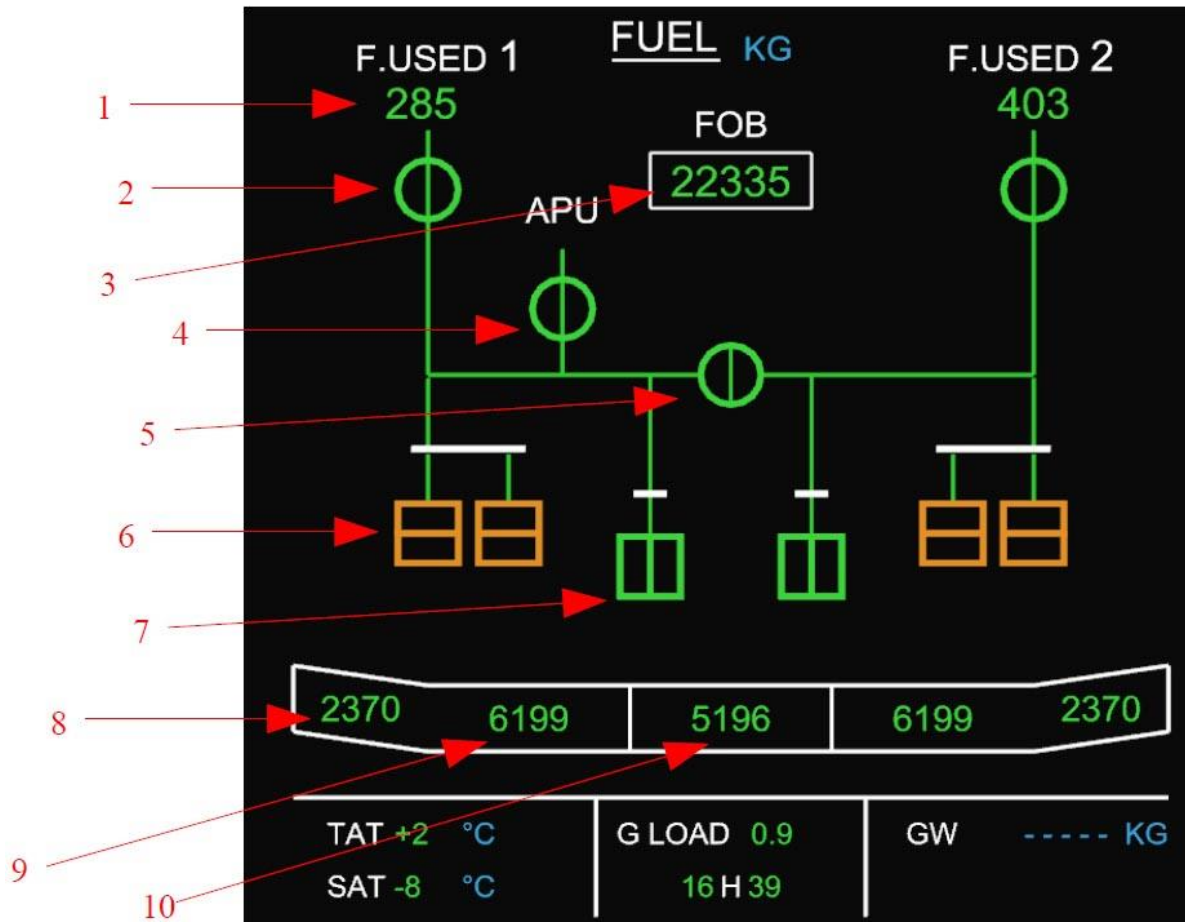 FUEL KG
F.USED 1
F.USED 2
1
285
403
FOB
2
22335
APU
3
4
5
6
7
8
2370
6199
5196
6199
2370
TAT +2 °C
G LOAD 0.9
GW - - - - - KG
9
SAT -8 °C
16 H 39
10